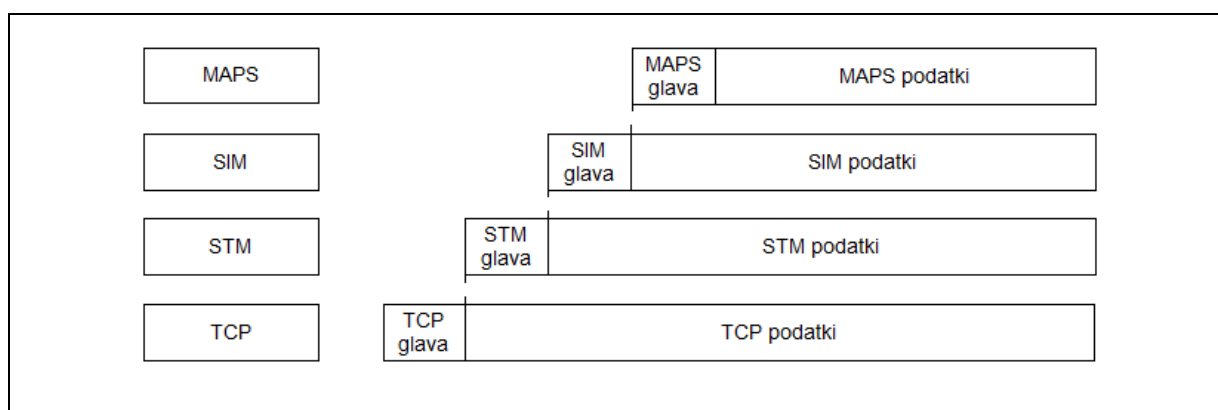 MAPS
MAPS
glava
MAPS podatki
SIM
SIM
glava
SIM podatki
STM
STM
glava
STM podatki
TCP
TCP
glava
TCP podatki